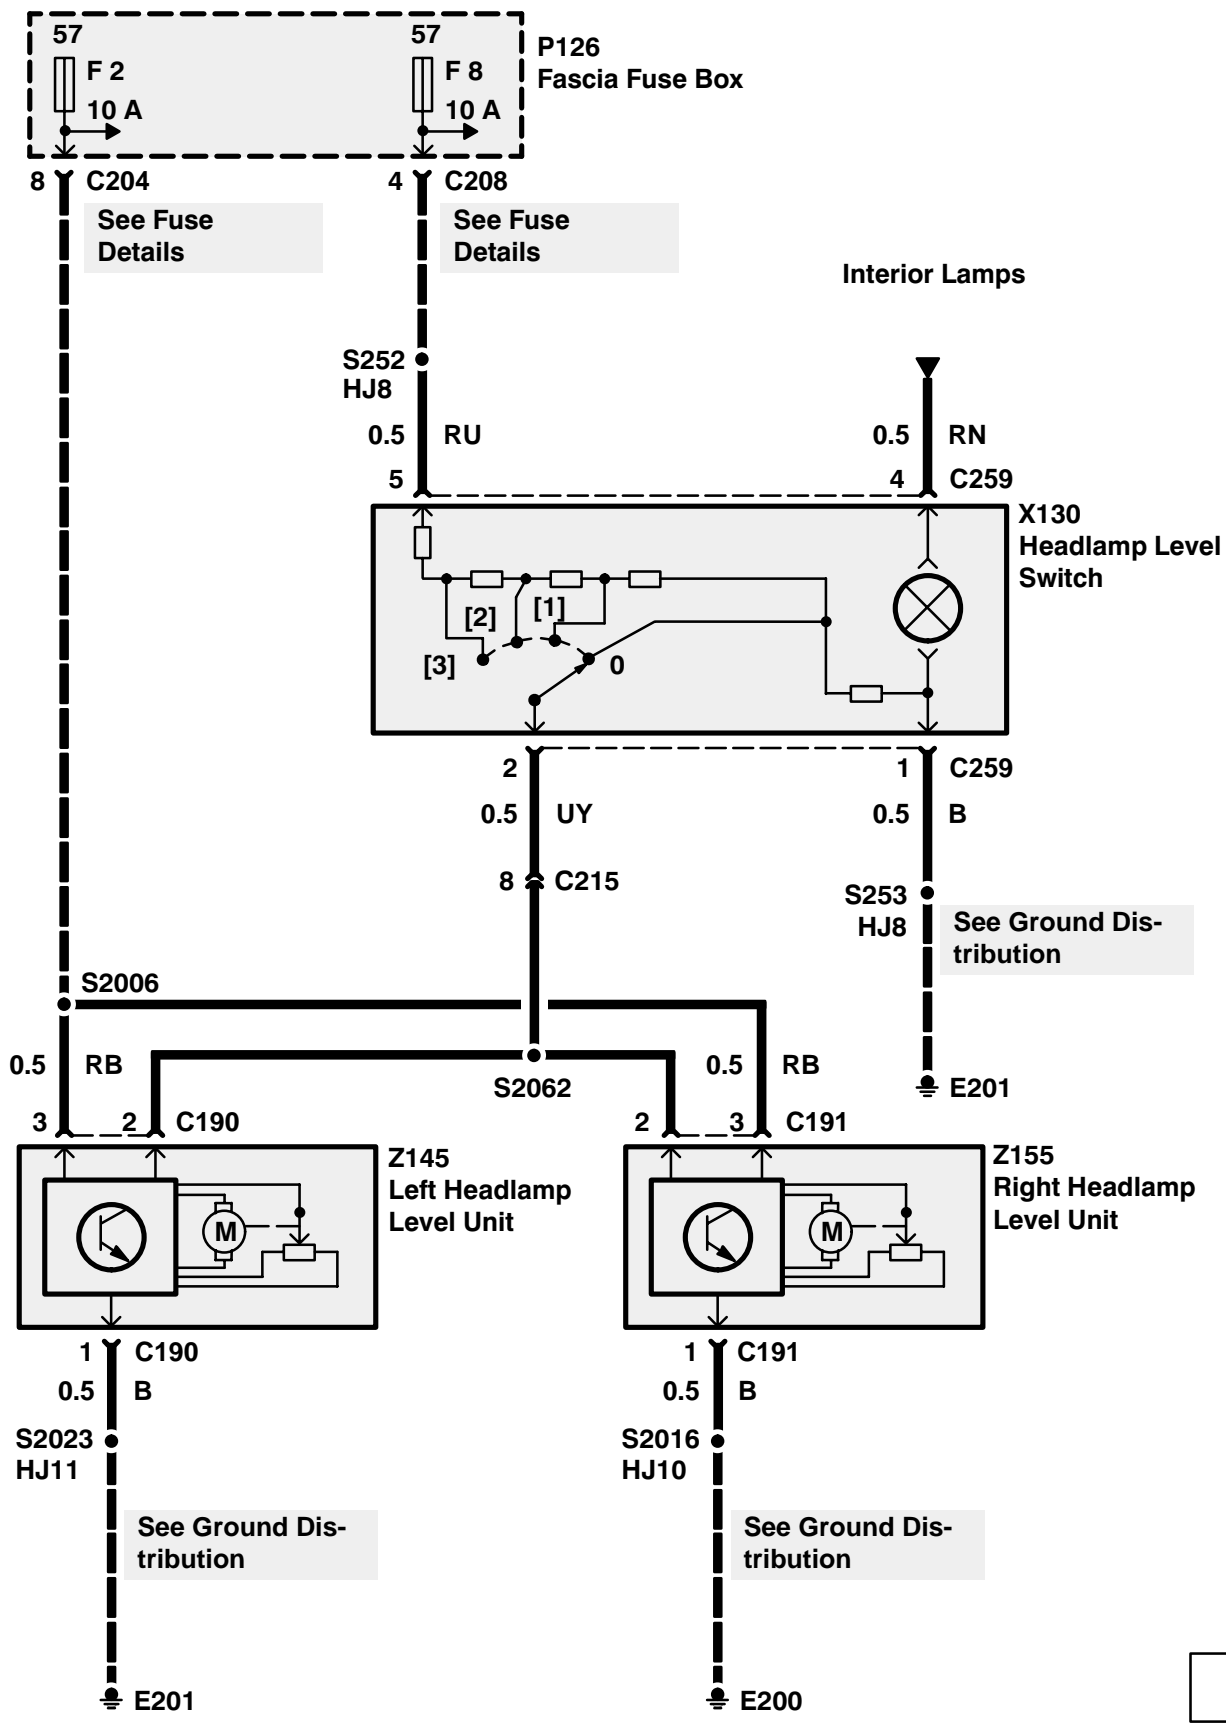 57
57
P126
F 2
F 8
Fascia Fuse Box
10 A
10 A
8
C204
4
C208
See Fuse
Details
See Fuse
Details
Interior Lamps
S252
HJ8
0.5
RU
0.5
RN
5
4
C259
X130
Headlamp Level
Switch
[2]
[1]
[3]
0
2
1
C259
0.5
UY
0.5
B
8
C215
S253
HJ8
See Ground Dis-
tribution
S2006
0.5
RB
0.5
RB
S2062
E201
3
2
C190
2
3
C191
Z145
Left Headlamp
Level Unit
Z155
Right Headlamp
Level Unit
M
M
1
C190
1
C191
0.5
B
0.5
B
S2023
HJ11
S2016
HJ10
See Ground Dis-
tribution
See Ground Dis-
tribution
E201
E200